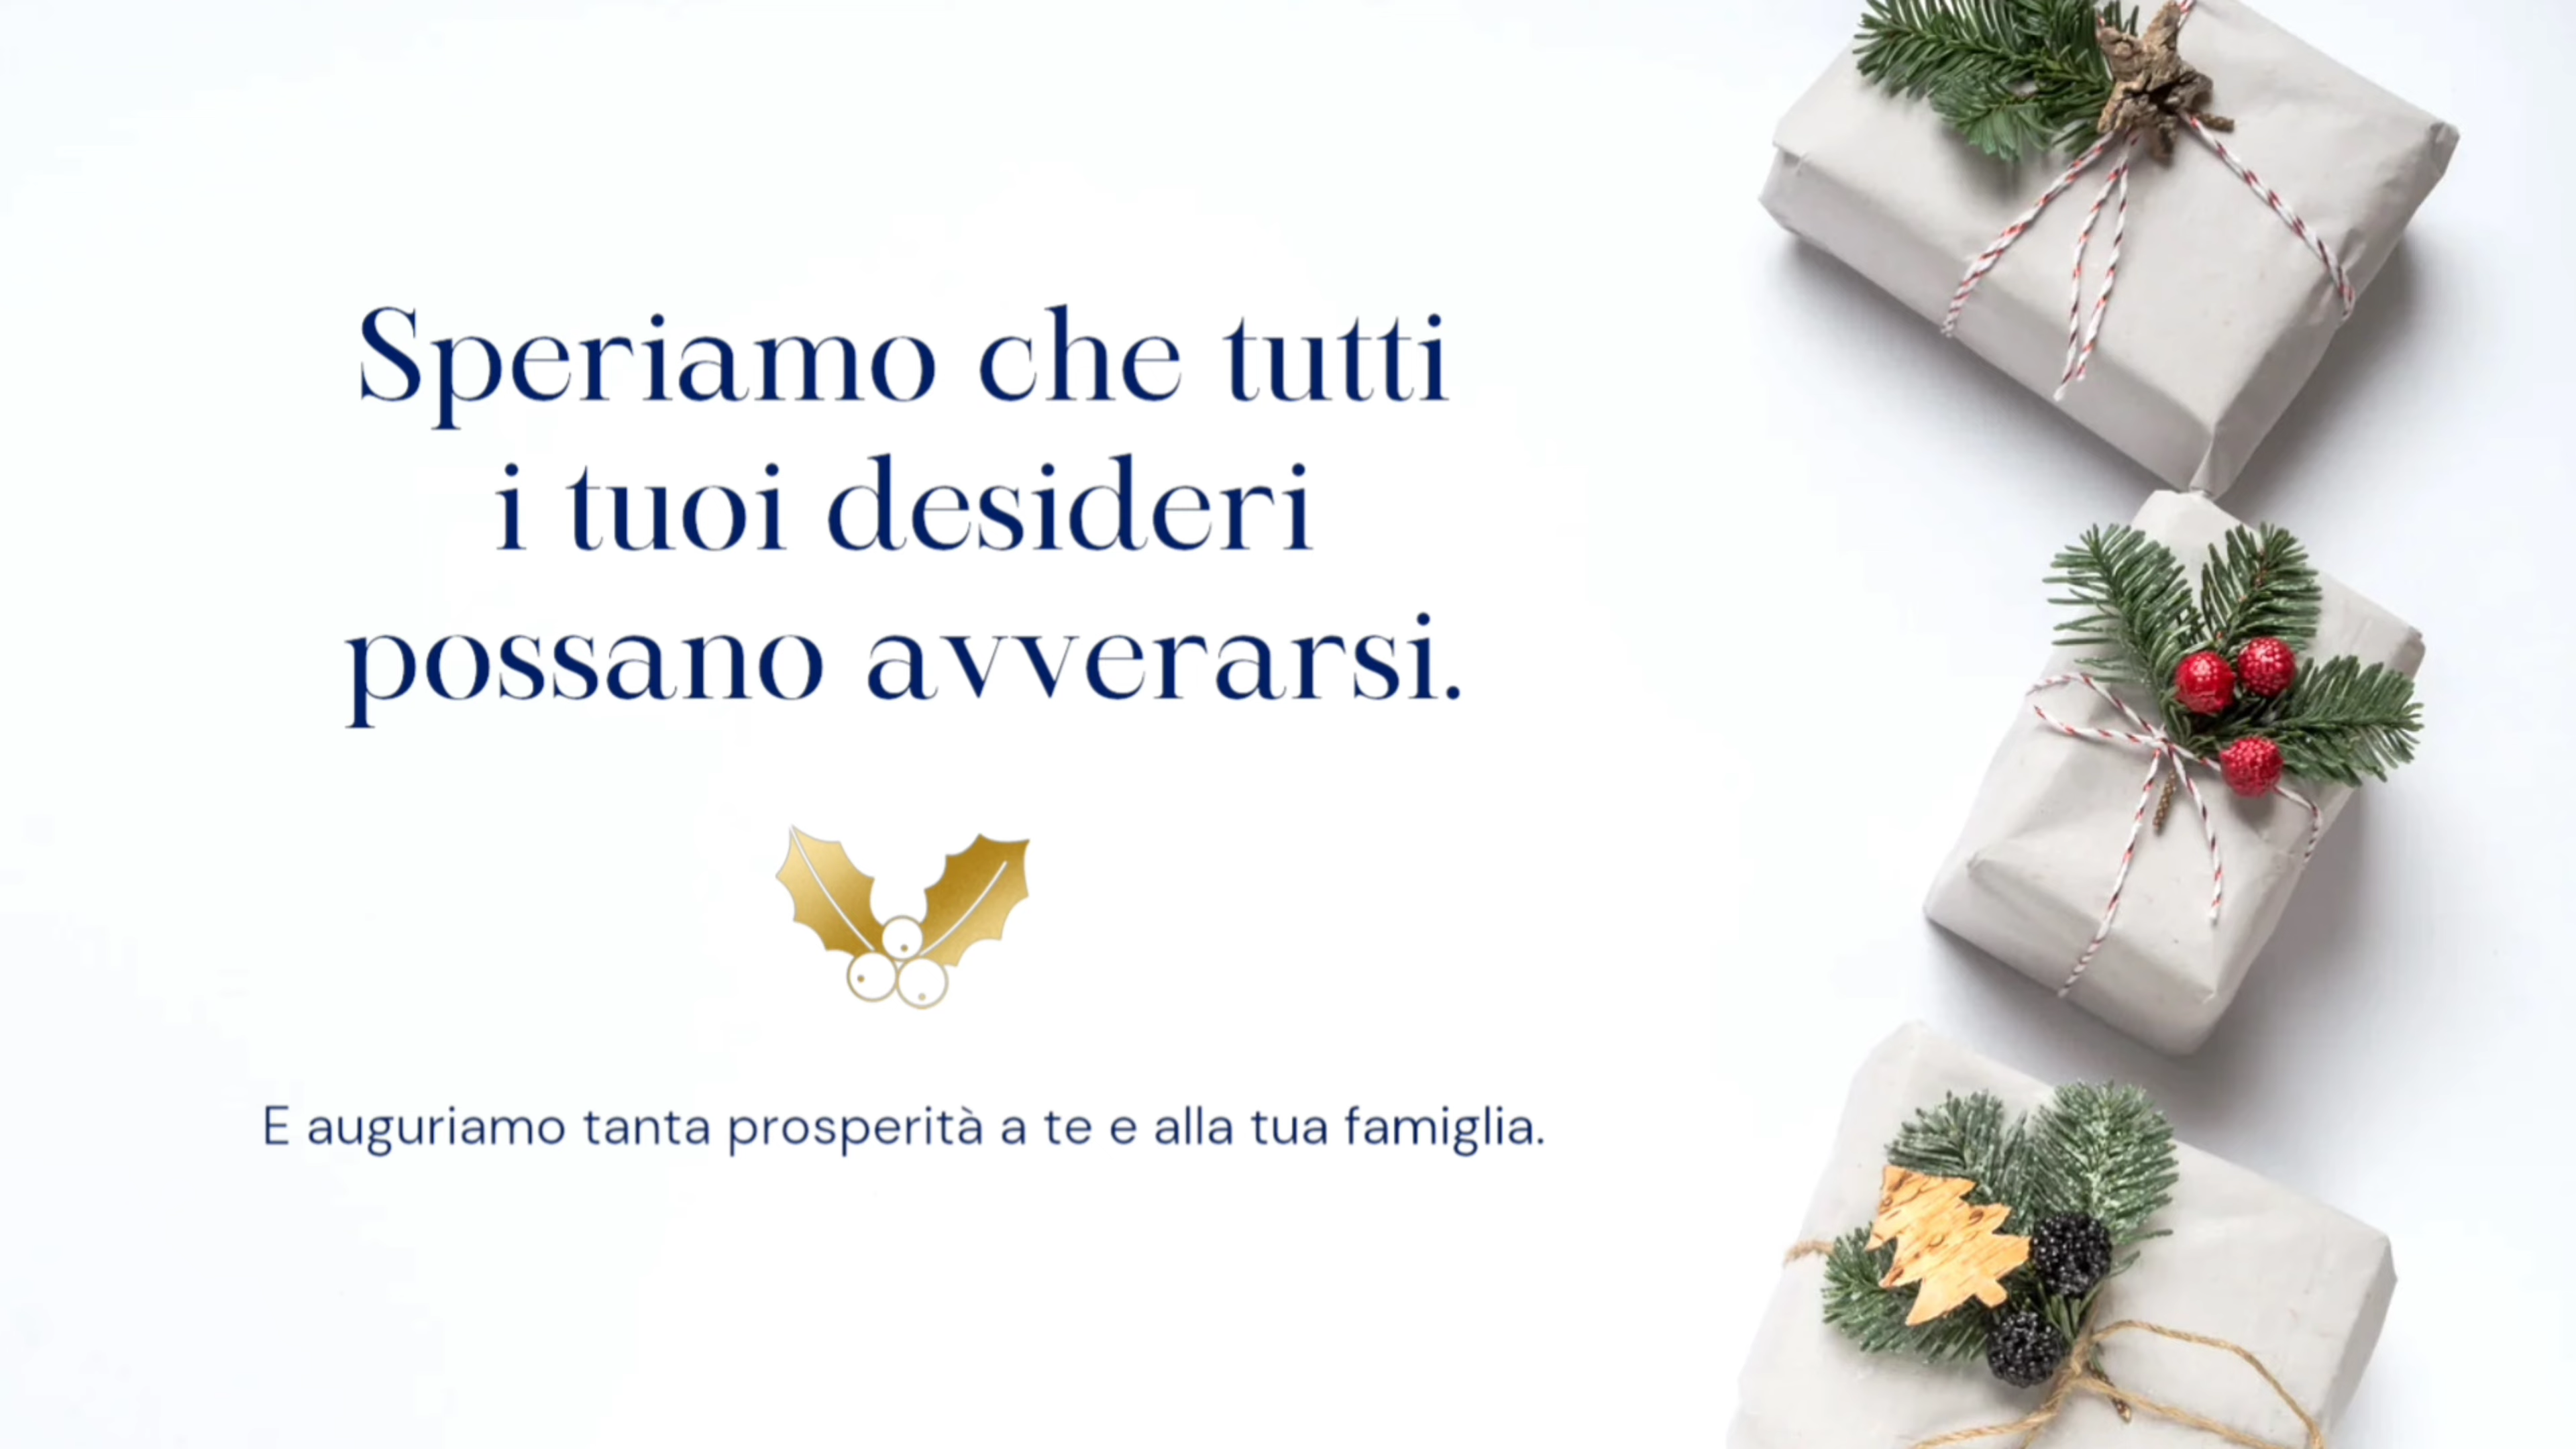 Speriamo che tutti
i tuoi desideri
possano avverarsi.
E auguriamo tanta prosperità a te e alla tua famiglia.